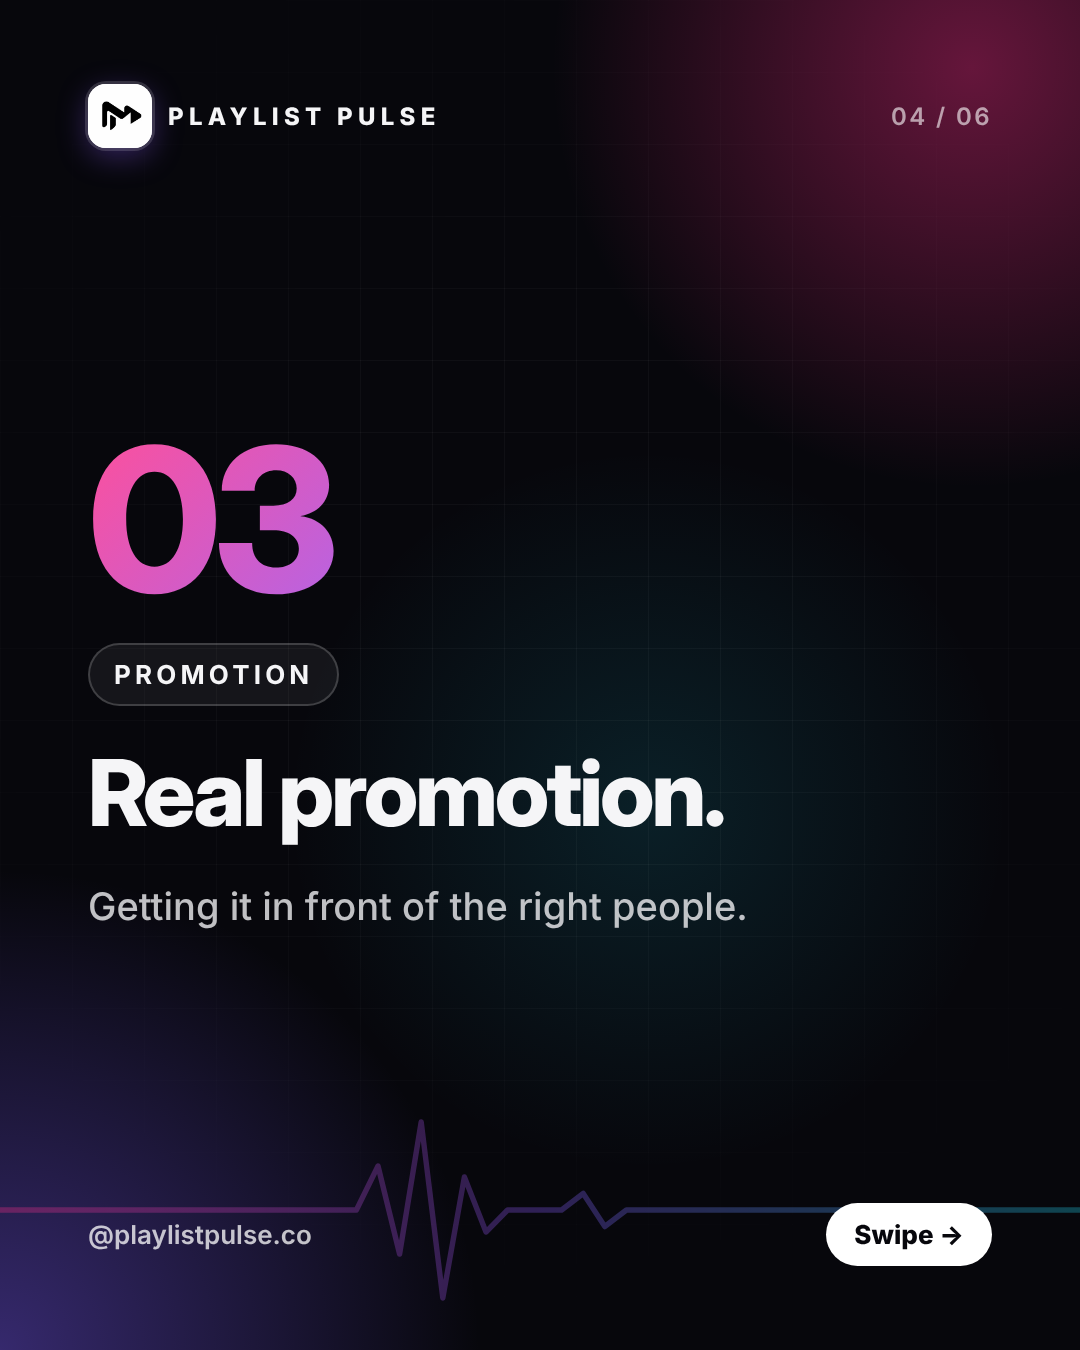 PLAYLIST PULSE
04 / 06
03
PROMOTION
Real promotion.
Getting it in front of the right people.
@playlistpulse.co
Swipe →